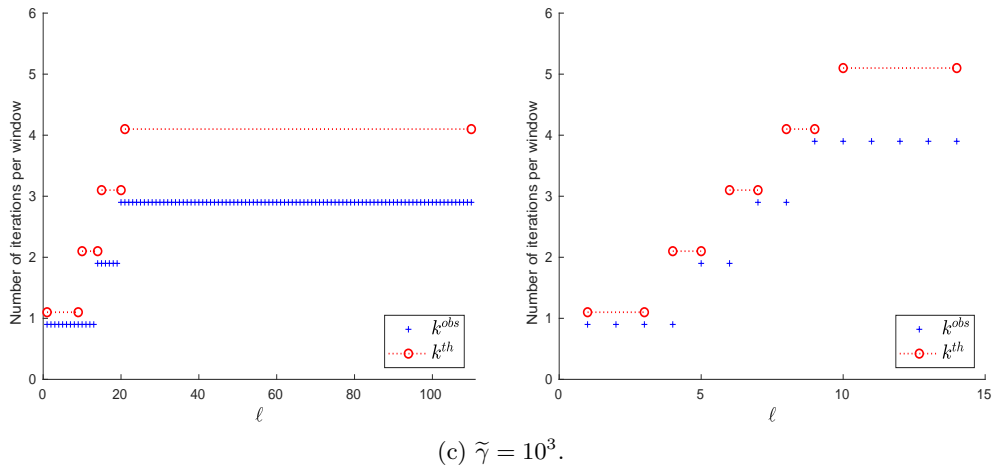 6
5
4
3
2
1
0
0
20
40
60
80
100
Number of iterations per window
ℓ
k^{obs}
k^{th}
6
5
4
3
2
1
0
0
5
10
15
Number of iterations per window
ℓ
k^{obs}
k^{th}
(c) γ̃ = 10³.